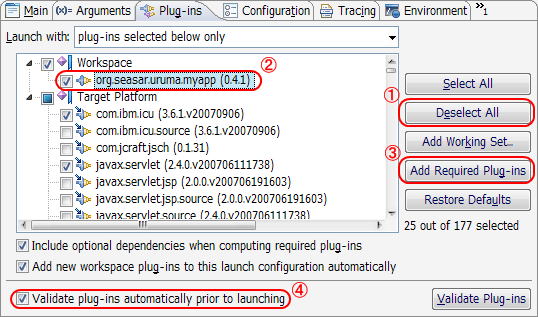 Main (x)= Arguments Plug-ins Configuration Tracing Environment »1
Launch with: plug-ins selected below only
②
Workspace
org.seasar.uruma.myapp (0.4.1)
Target Platform
com.ibm.icu (3.6.1.v20070906)
com.ibm.icu.source (3.6.1.v20070906)
com.jcraft.jsch (0.1.31)
javax.servlet (2.4.0.v200706111738)
javax.servlet.jsp (2.0.0.v200706191603)
javax.servlet.jsp.source (2.0.0.v200706191603)
javax.servlet.source (2.4.0.v200706111738)
Select All
①
Deselect All
Add Working Set...
③
Add Required Plug-ins
Restore Defaults
25 out of 177 selected
Include optional dependencies when computing required plug-ins
Add new workspace plug-ins to this launch configuration automatically
④
Validate plug-ins automatically prior to launching
Validate Plug-ins